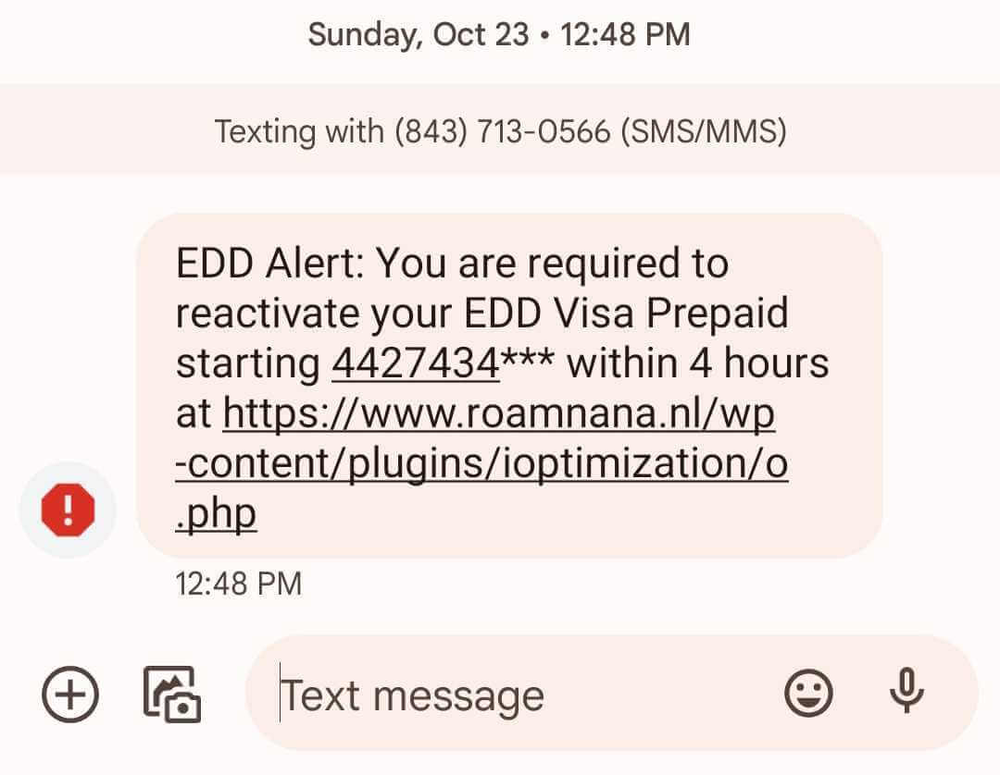 Sunday, Oct 23 • 12:48 PM
Texting with (843) 713-0566 (SMS/MMS)
EDD Alert: You are required to
reactivate your EDD Visa Prepaid
starting 4427434*** within 4 hours
at https://www.roamnana.nl/wp
-content/plugins/ioptimization/o
.php
12:48 PM
Text message